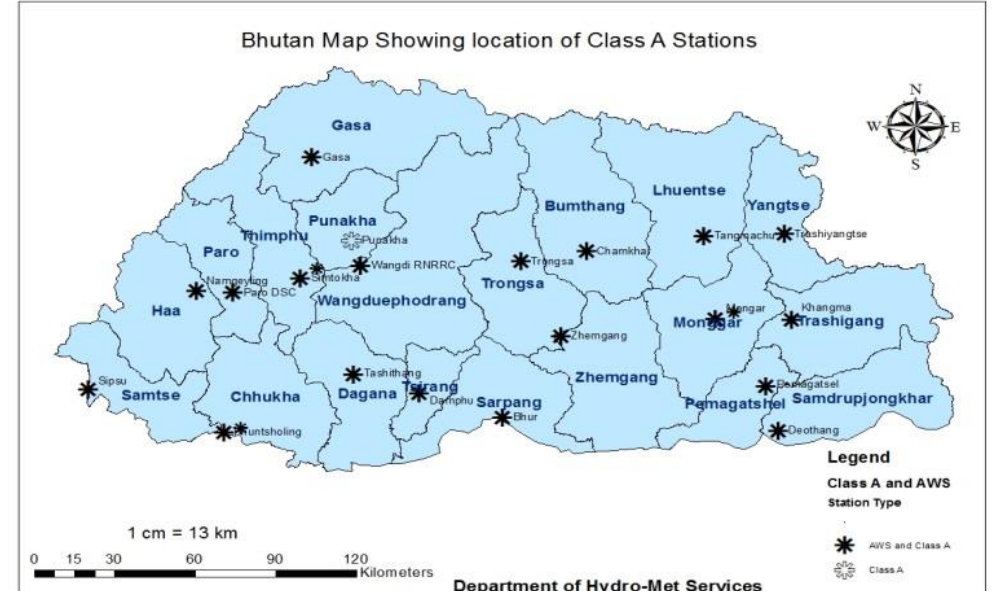 Bhutan Map Showing location of Class A Stations
N
W E
S
Gasa
Gasa
Lhuentse
Bumthang
Yangtse
Punakha
Thimphu
Punakha
Tangmachu
Trashiyangtse
Paro
Chamkhar
Trongsa
Wangdi RNRRC
Simtokha
Trongsa
Nampeyling
Paro DSC
Wangduephodrang
Haa
Mongar
Khangma
Monggar
Trashigang
Zhemgang
Tashithang
Zhemgang
Sipsu
Samtse
Chhukha
Dagana
Tsirang
Damphu
Sarpang
Pemagatsel
Pemagatshel
Samdrupjongkhar
Bhur
Deothang
Legend
Class A and AWS
Station Type
AWS and Class A
Class A
1 cm = 13 km
0 15 30 60 90 120
Kilometers
Department of Hydro-Met Services